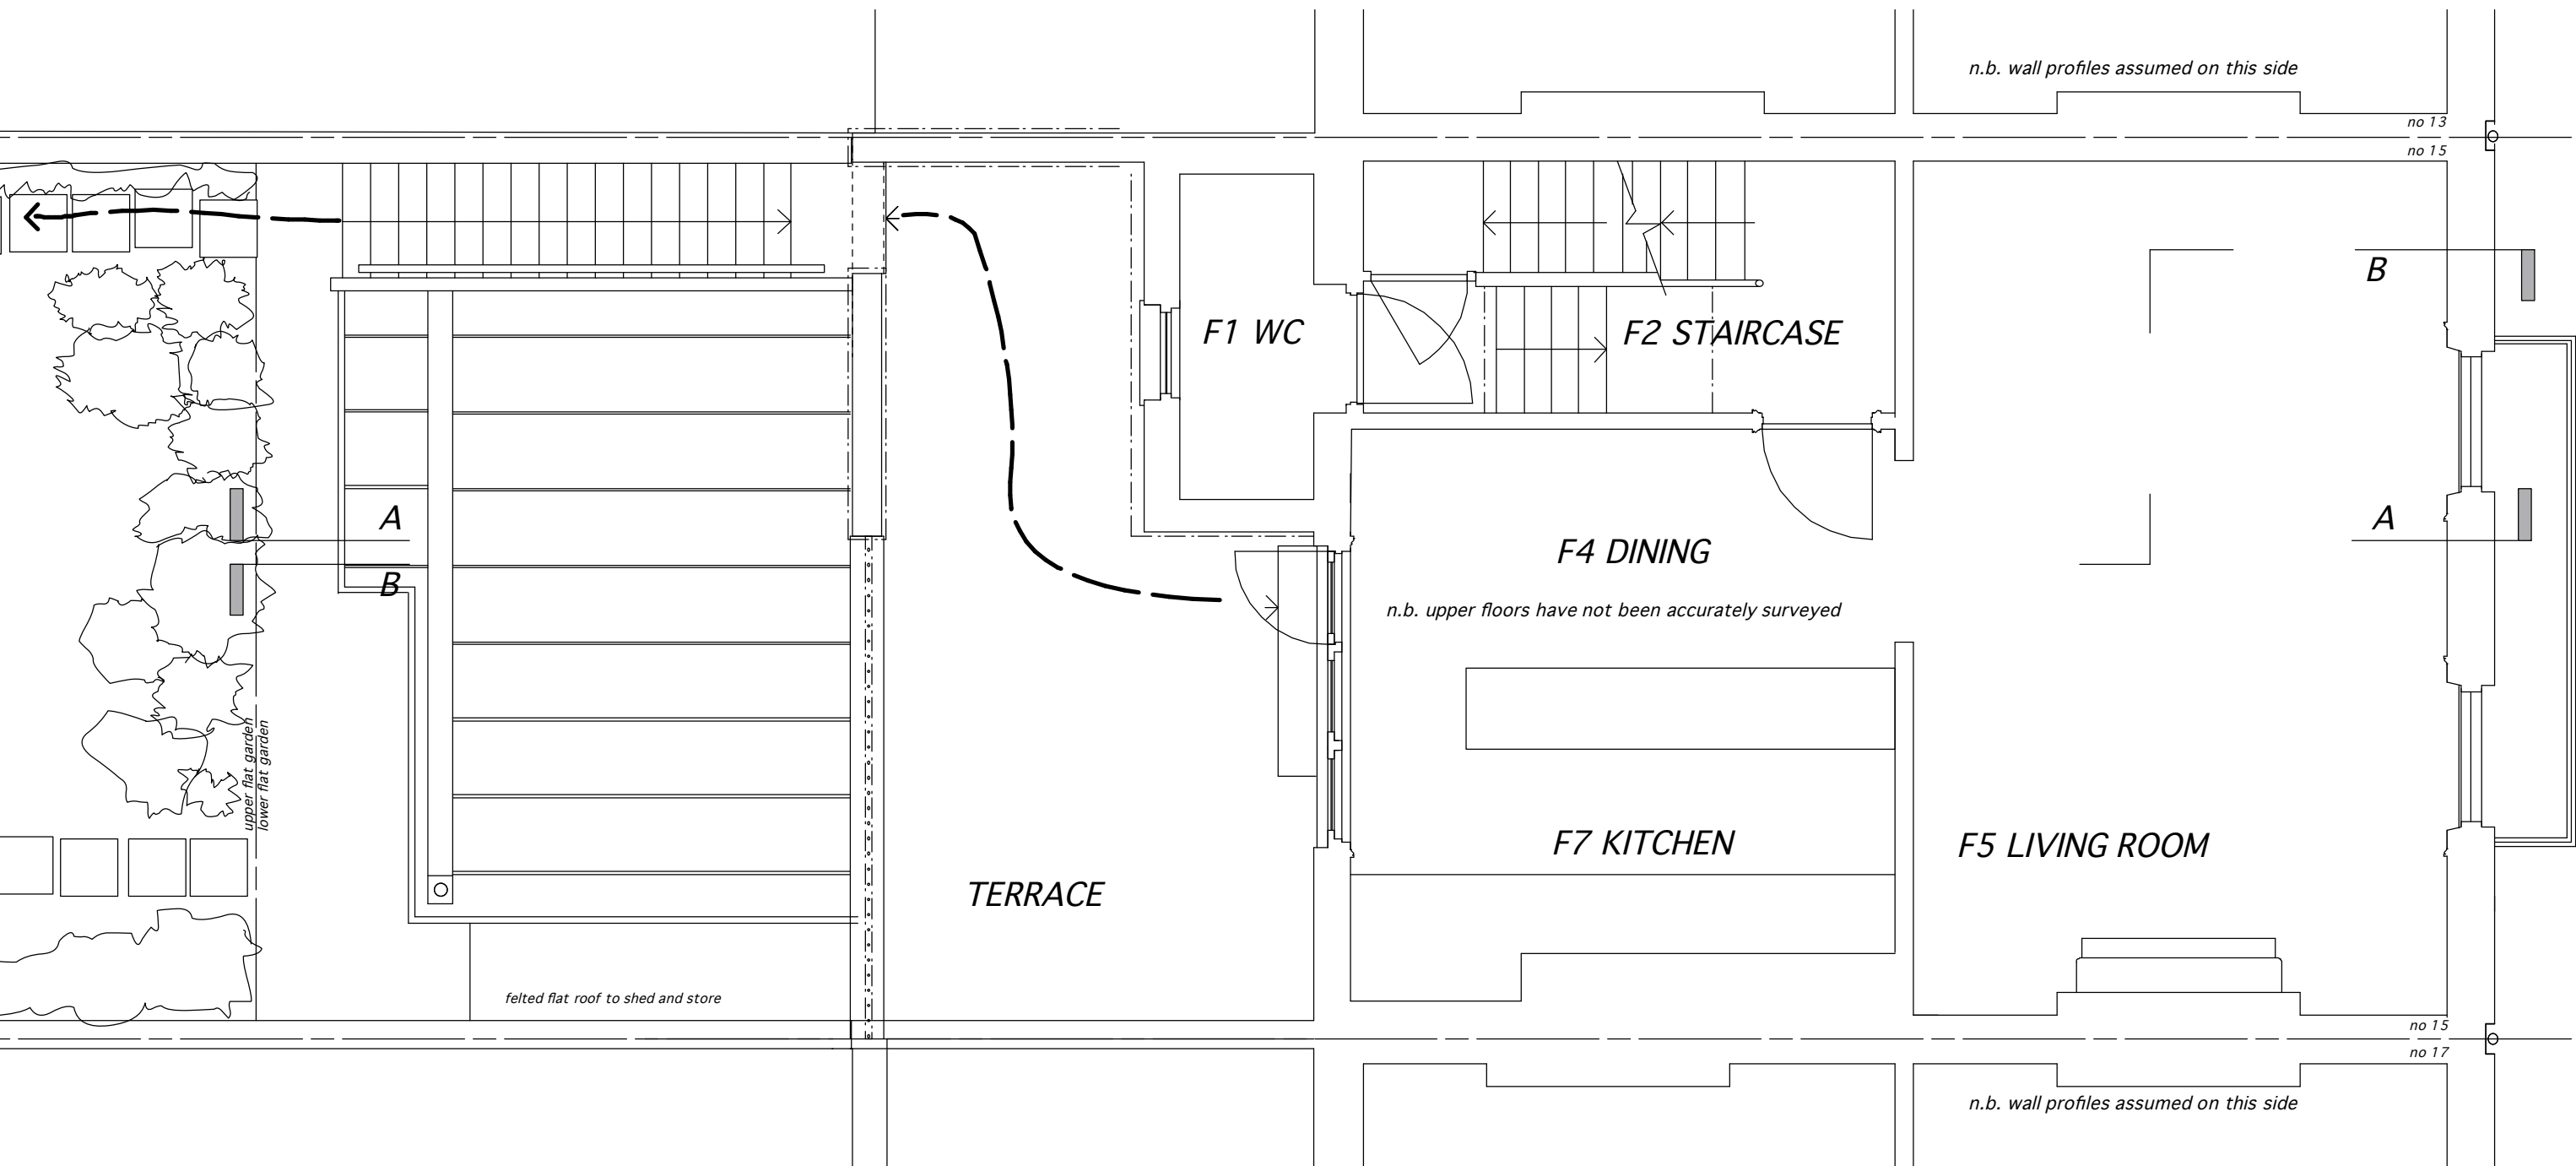 n.b. wall profiles assumed on this side
no 13
no 15
B
F1 WC
F2 STAIRCASE
A
A
B
F4 DINING
n.b. upper floors have not been accurately surveyed
upper flat garden
lower flat garden
F7 KITCHEN
F5 LIVING ROOM
TERRACE
felted flat roof to shed and store
no 15
no 17
n.b. wall profiles assumed on this side